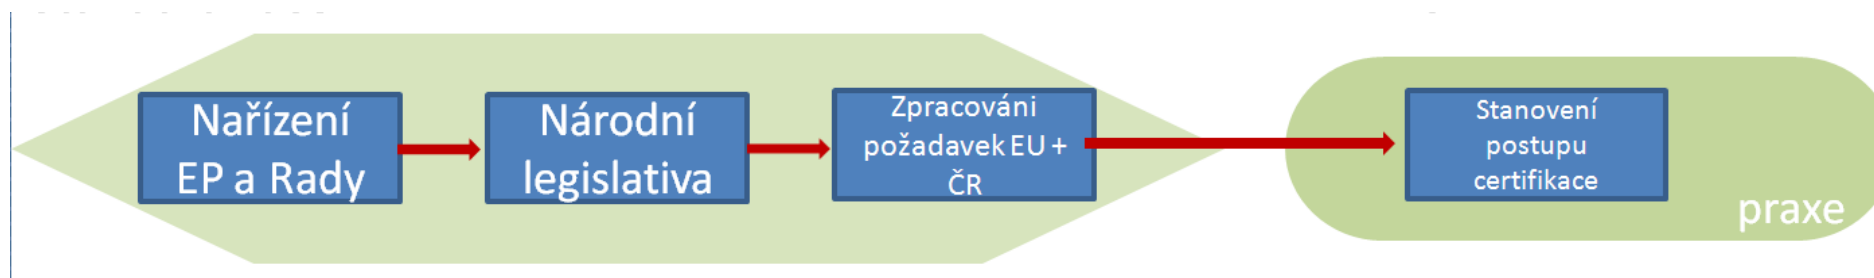 Nařízení
EP a Rady
Národní
legislativa
Zpracováni
požadavek EU +
ČR
Stanovení
postupu
certifikace
praxe